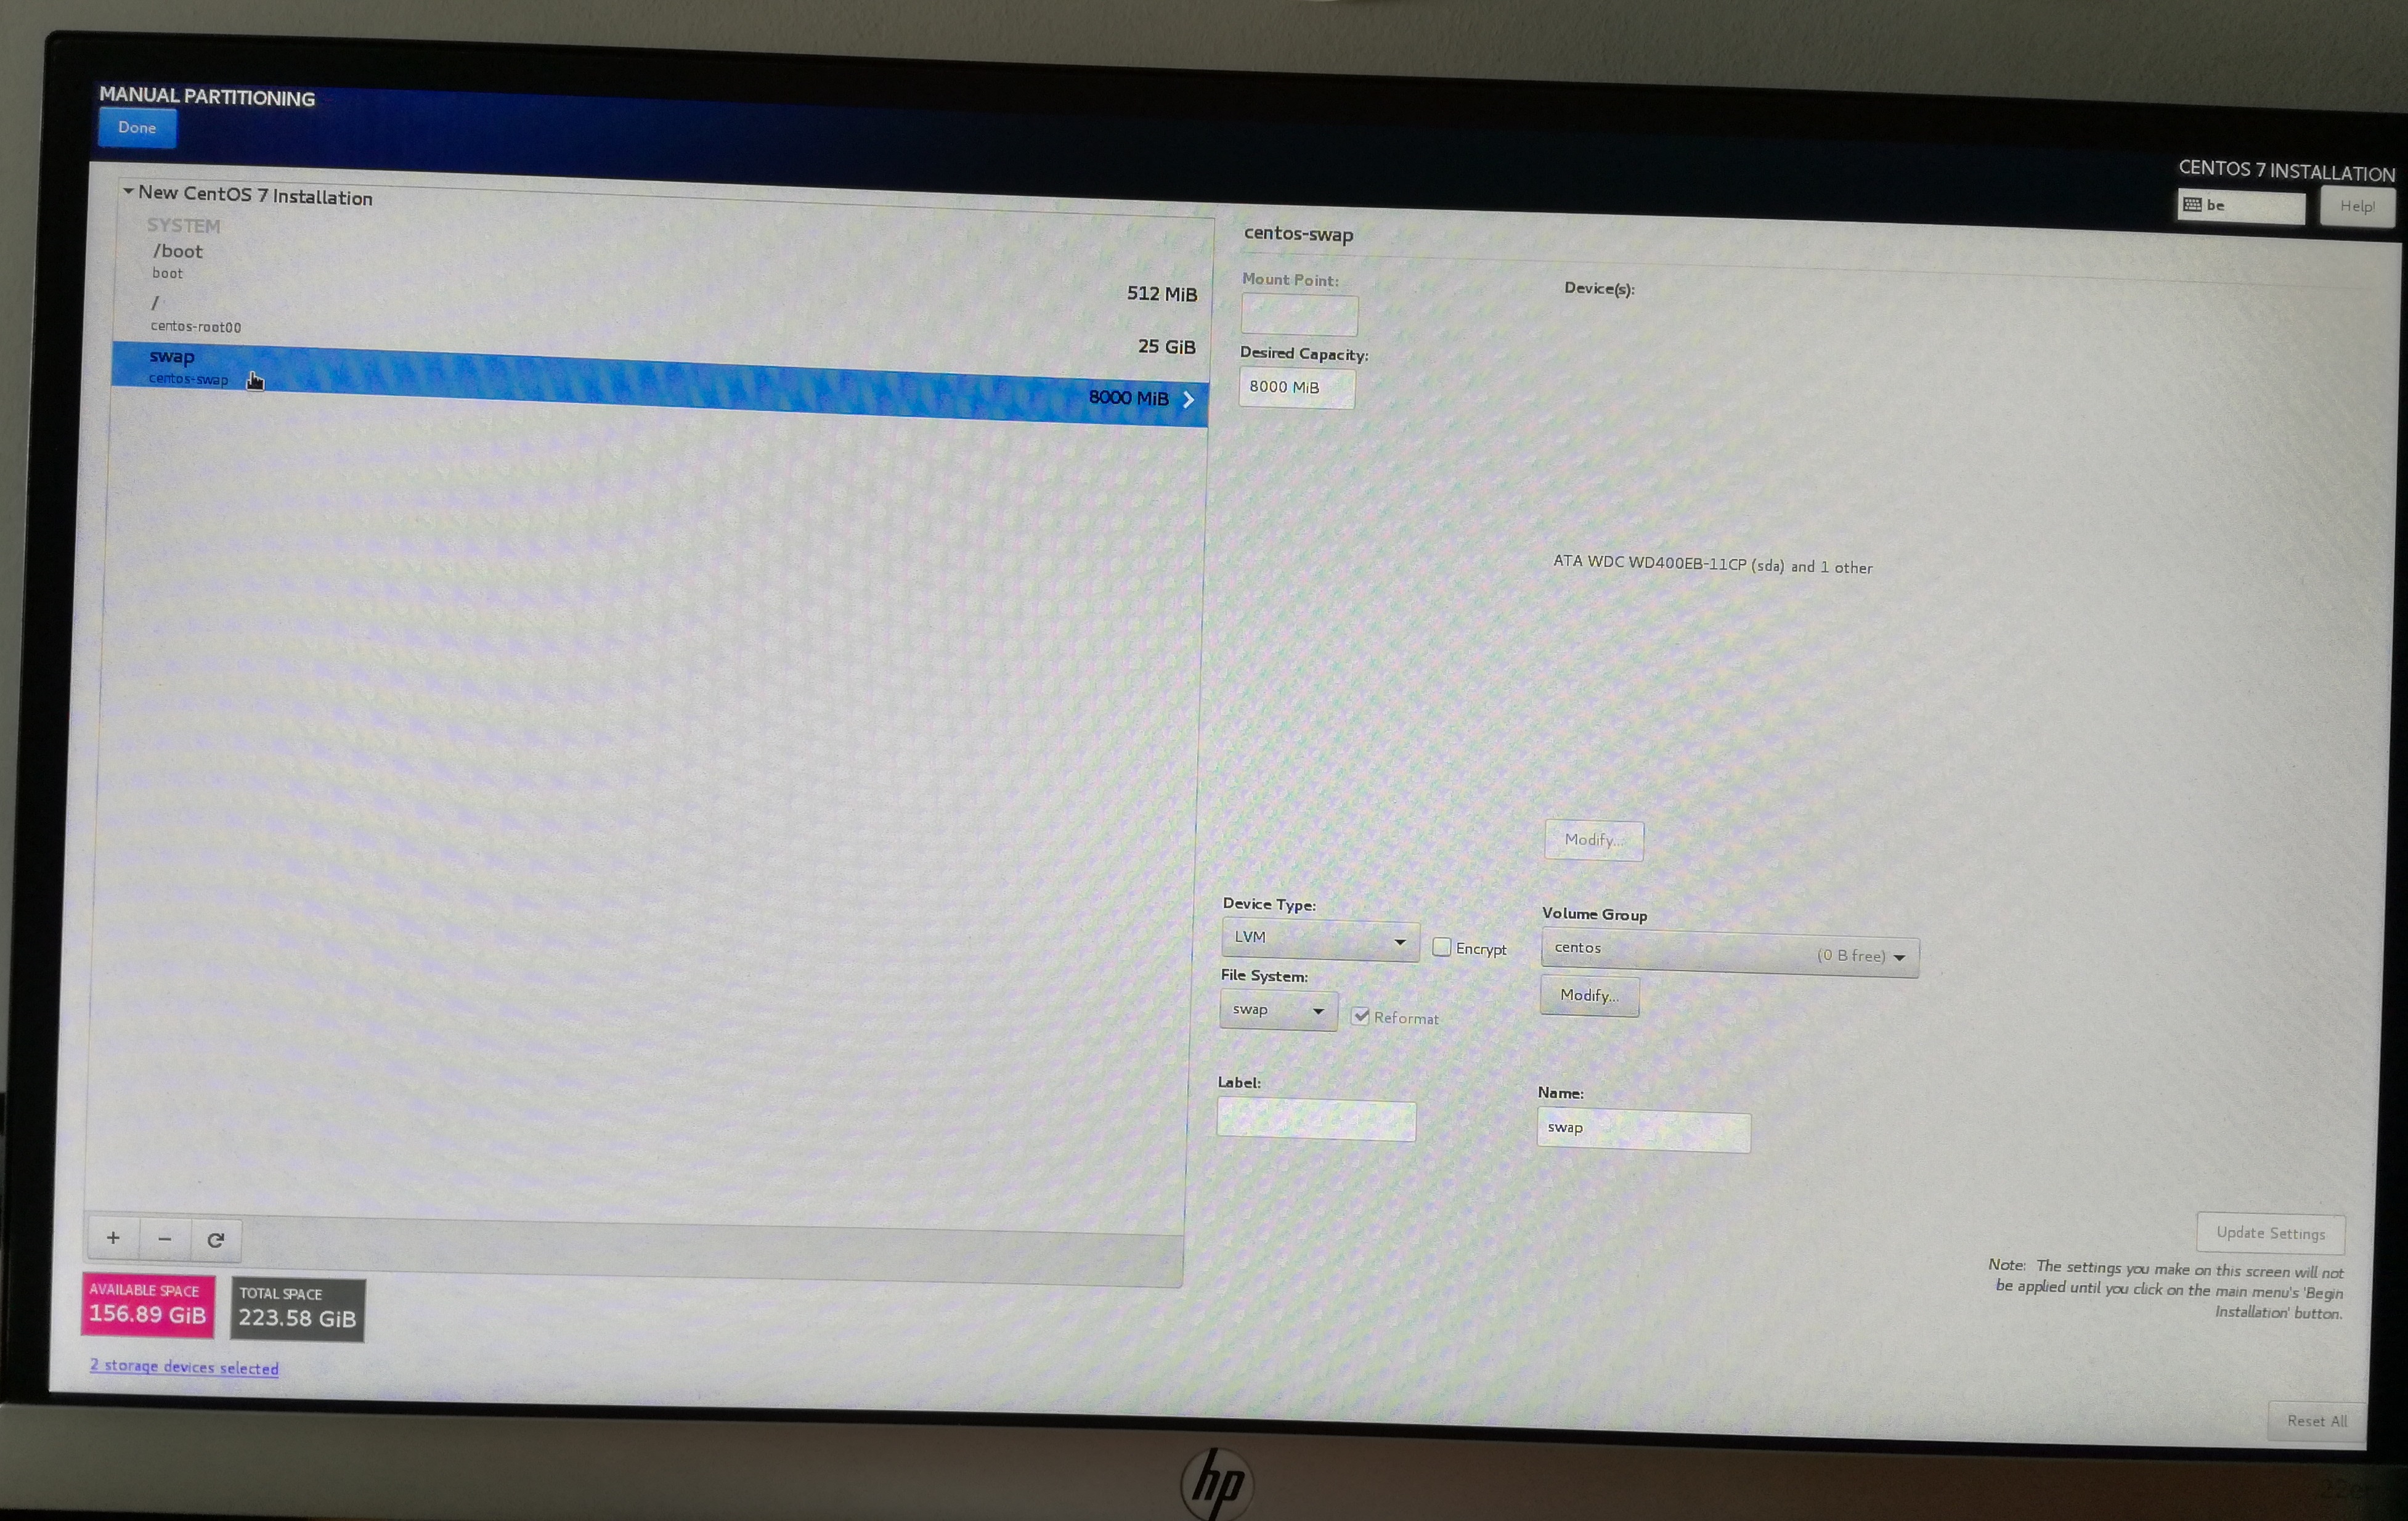 MANUAL PARTITIONING
Done
CENTOS 7 INSTALLATION
be
Help!
New CentOS 7 Installation
SYSTEM
/boot
boot
512 MiB
/
centos-root00
25 GiB
swap
centos-swap
8000 MiB
centos-swap
Mount Point:
Device(s):
Desired Capacity:
8000 MiB
ATA WDC WD400EB-11CP (sda) and 1 other
Modify...
Device Type:
LVM
Encrypt
Volume Group
centos (0 B free)
File System:
swap
Reformat
Modify...
Label:
Name:
swap
+ −
Update Settings
Note: The settings you make on this screen will not
be applied until you click on the main menu's 'Begin
Installation' button.
AVAILABLE SPACE
156.89 GiB
TOTAL SPACE
223.58 GiB
2 storage devices selected
Reset All
hp